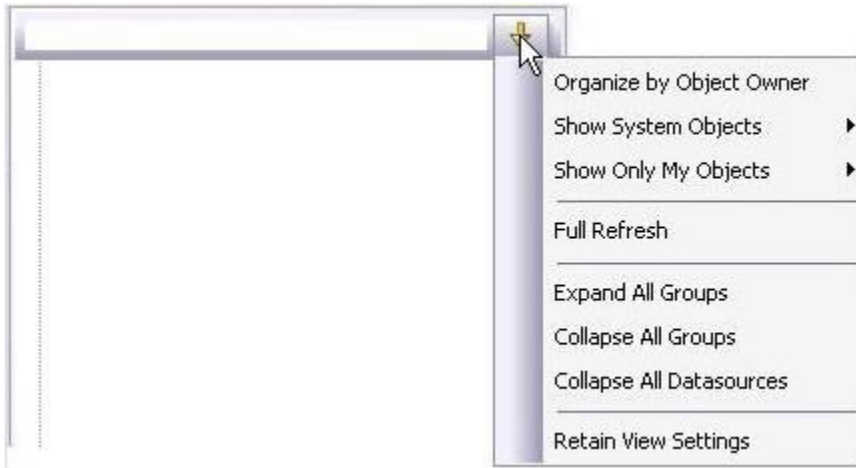 Organize by Object Owner
Show System Objects
Show Only My Objects
Full Refresh
Expand All Groups
Collapse All Groups
Collapse All Datasources
Retain View Settings